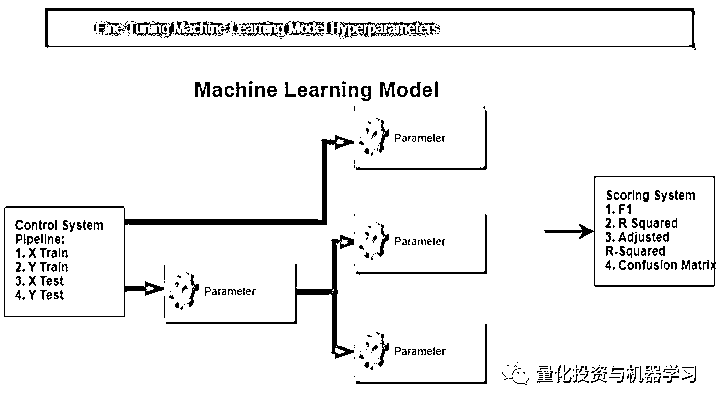 Fine-Tuning Machine Learning Model Hyperparameters
Machine Learning Model
Parameter
Control System
Pipeline:
1. X Train
2. Y Train
3. X Test
4. Y Test
Parameter
Parameter
Parameter
Scoring System
1. F1
2. R Squared
3. Adjusted
R-Squared
4. Confusion Matrix
量化投资与机器学习